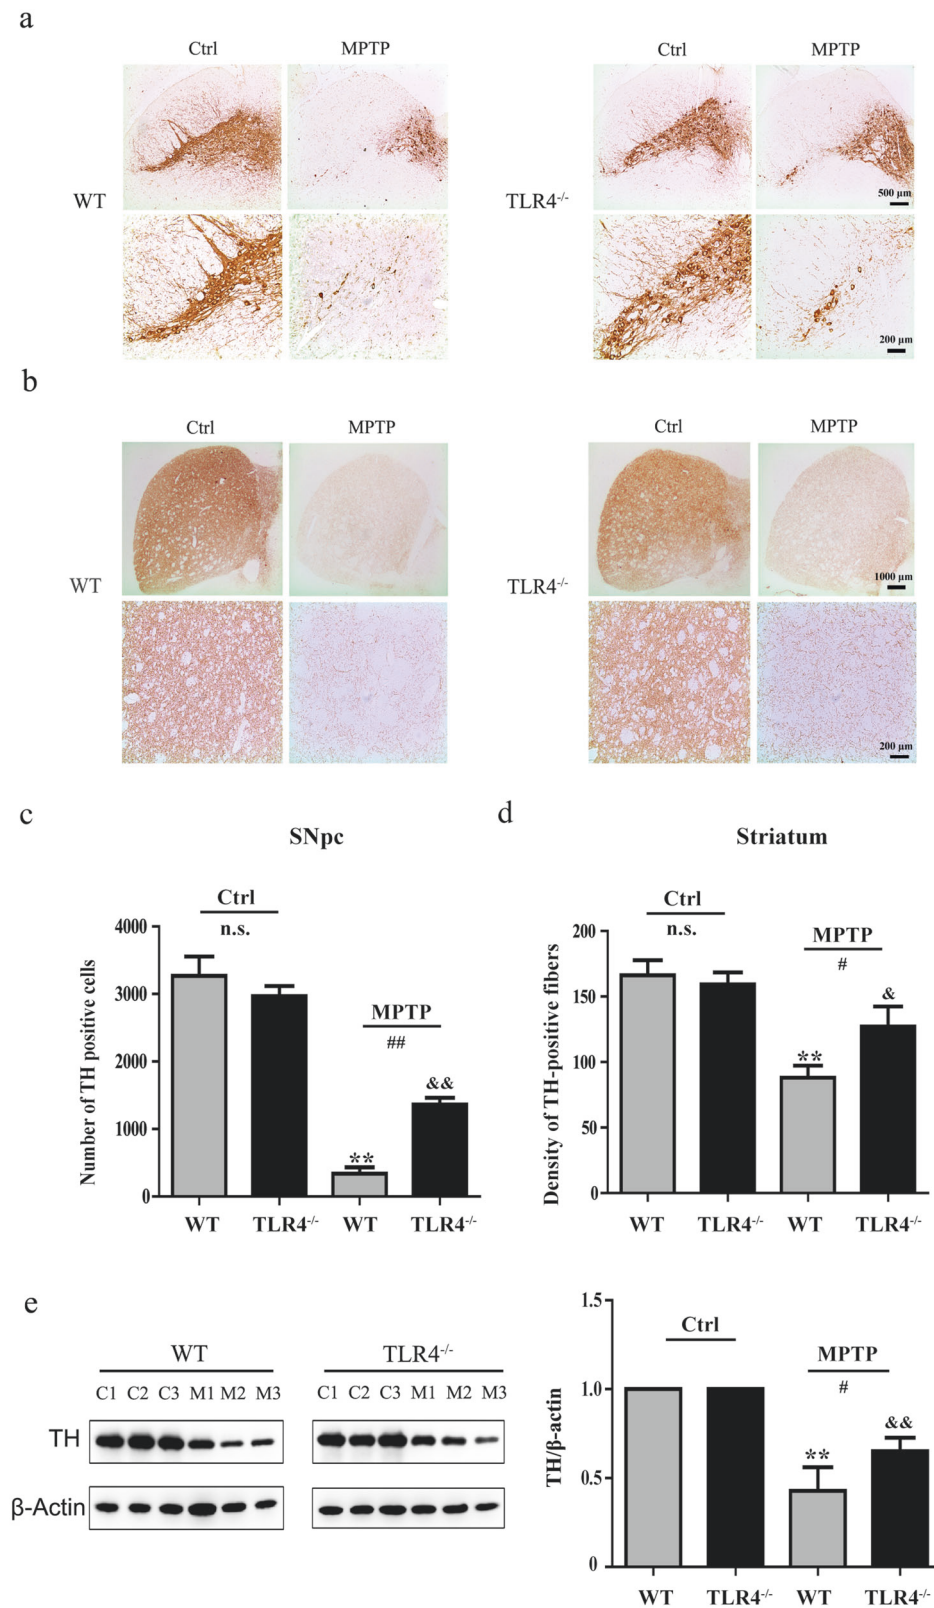 a
Ctrl MPTP Ctrl MPTP
WT TLR4-/-
500 µm
200 µm
b
Ctrl MPTP Ctrl MPTP
WT TLR4-/-
1000 µm
200 µm
c
SNpc
Number of TH positive cells
4000
3000
2000
1000
0
Ctrl
n.s.
MPTP
##
&&
**
WT TLR4-/- WT TLR4-/-
d
Striatum
Density of TH-positive fibers
200
150
100
50
0
Ctrl
n.s.
MPTP
#
&
**
WT TLR4-/- WT TLR4-/-
e
WT TLR4-/-
C1 C2 C3 M1 M2 M3 C1 C2 C3 M1 M2 M3
TH
β-Actin
TH/β-actin
1.5
1.0
0.5
0
Ctrl
MPTP
#
&&
**
WT TLR4-/- WT TLR4-/-